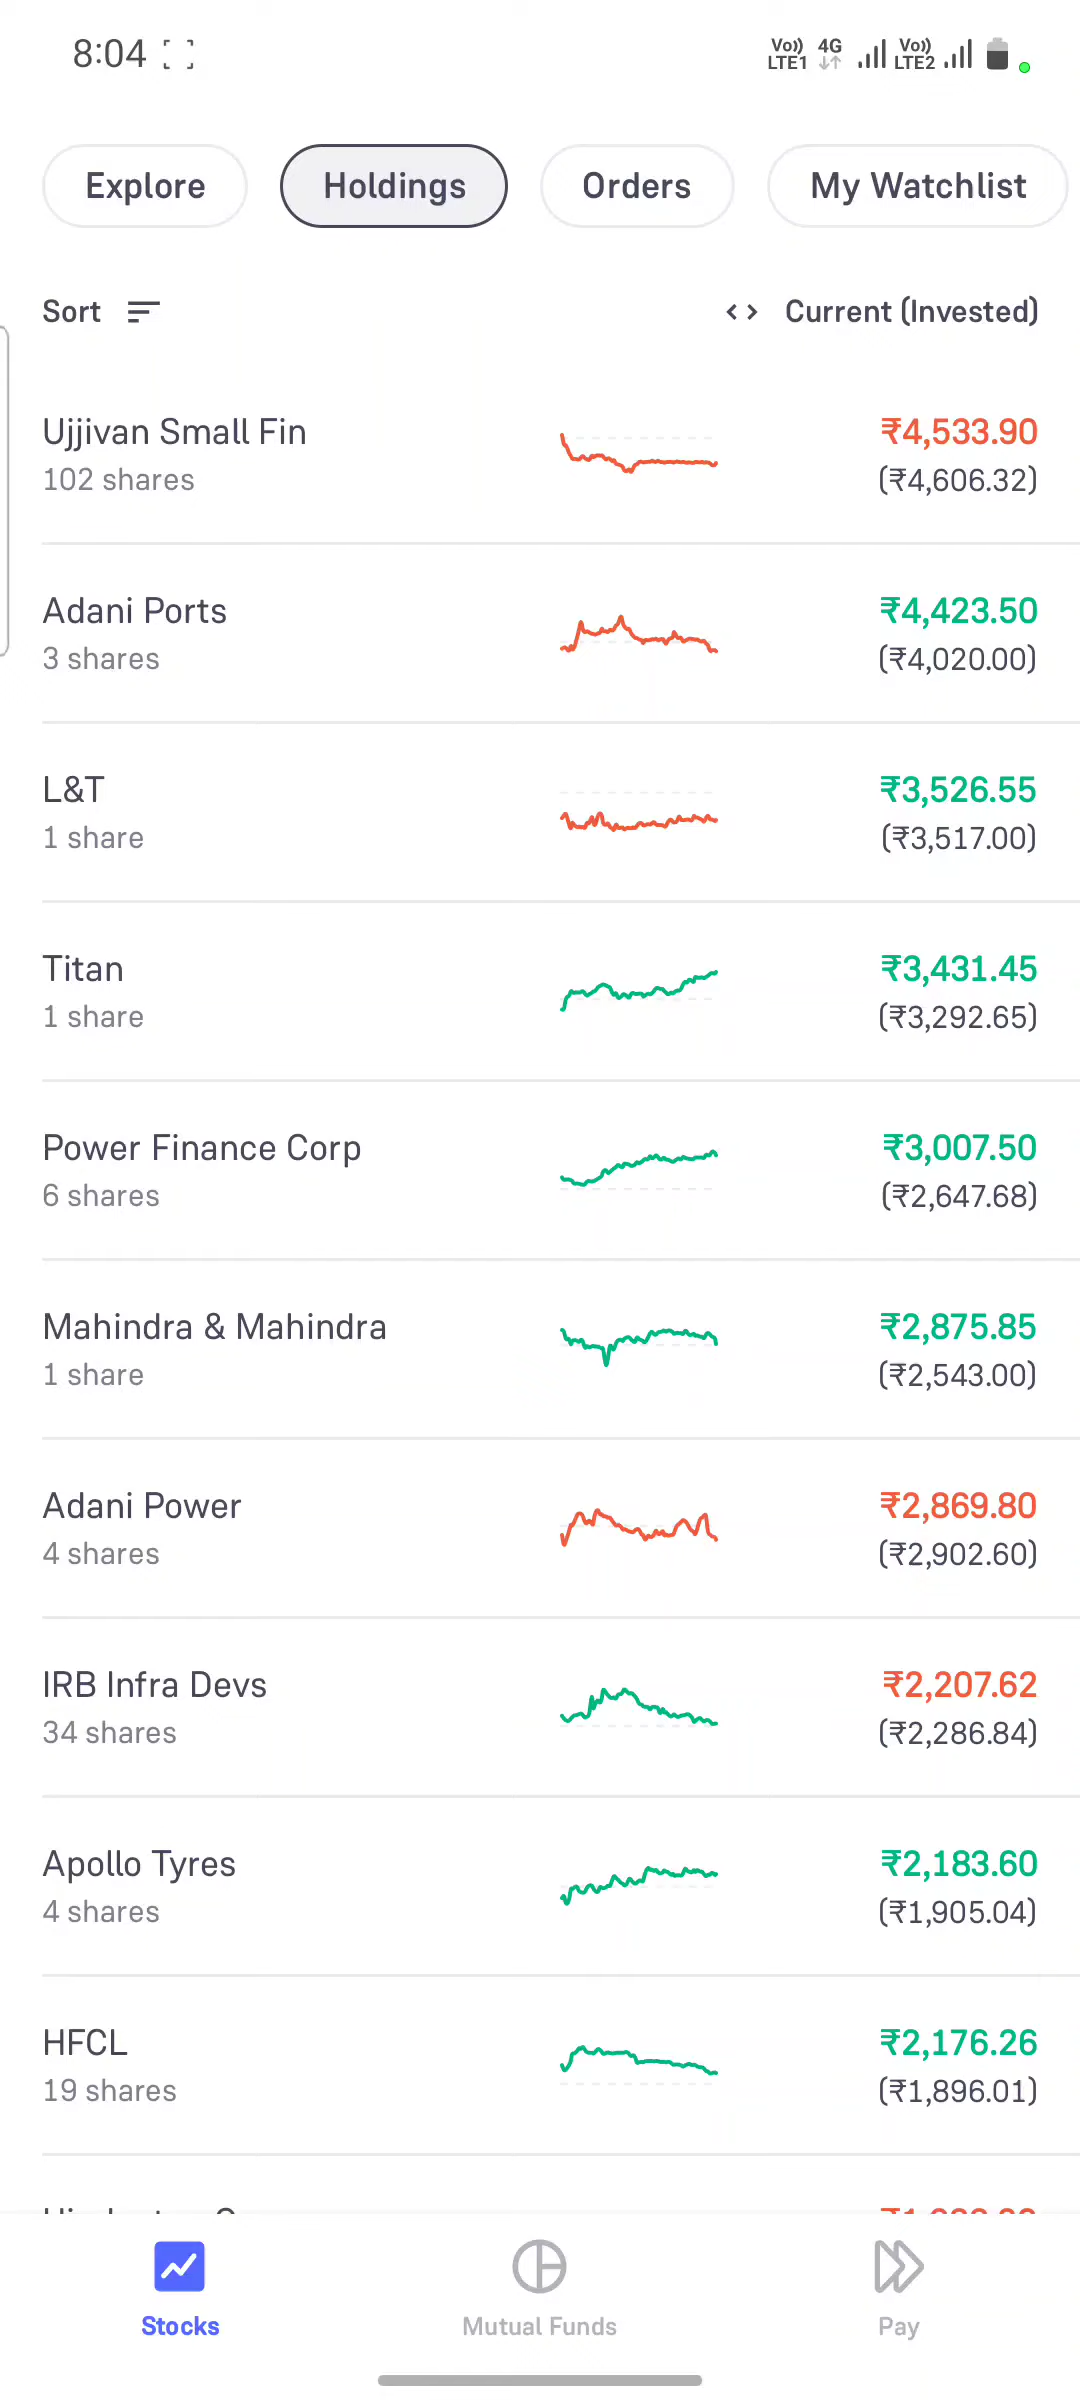 8:04
Vo)) LTE1 4G Vo)) LTE2
Explore Holdings Orders My Watchlist
Sort <> Current (Invested)
Ujjivan Small Fin ₹4,533.90
102 shares (₹4,606.32)
Adani Ports ₹4,423.50
3 shares (₹4,020.00)
L&T ₹3,526.55
1 share (₹3,517.00)
Titan ₹3,431.45
1 share (₹3,292.65)
Power Finance Corp ₹3,007.50
6 shares (₹2,647.68)
Mahindra & Mahindra ₹2,875.85
1 share (₹2,543.00)
Adani Power ₹2,869.80
4 shares (₹2,902.60)
IRB Infra Devs ₹2,207.62
34 shares (₹2,286.84)
Apollo Tyres ₹2,183.60
4 shares (₹1,905.04)
HFCL ₹2,176.26
19 shares (₹1,896.01)
Stocks Mutual Funds Pay